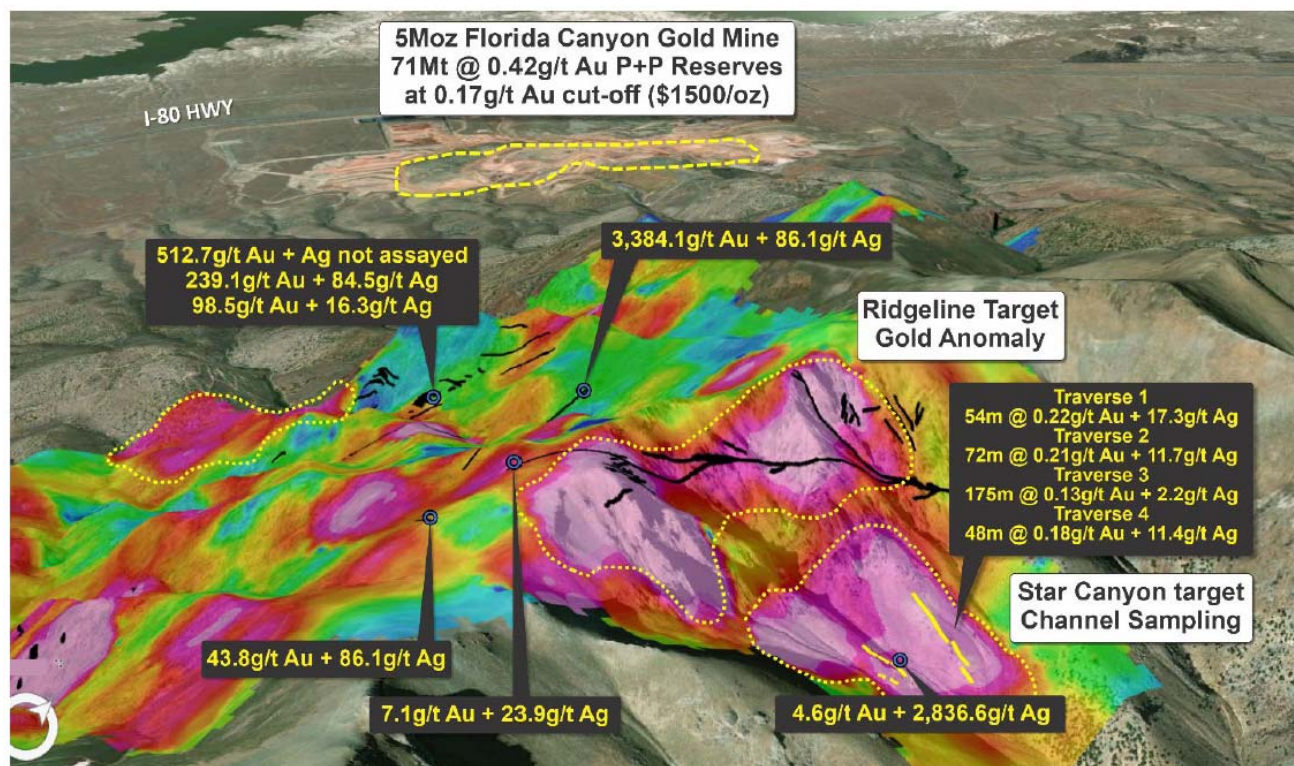 5Moz Florida Canyon Gold Mine
71Mt @ 0.42g/t Au P+P Reserves
at 0.17g/t Au cut-off ($1500/oz)
I-80 HWY
512.7g/t Au + Ag not assayed
239.1g/t Au + 84.5g/t Ag
98.5g/t Au + 16.3g/t Ag
3,384.1g/t Au + 86.1g/t Ag
Ridgeline Target
Gold Anomaly
Traverse 1
54m @ 0.22g/t Au + 17.3g/t Ag
Traverse 2
72m @ 0.21g/t Au + 11.7g/t Ag
Traverse 3
175m @ 0.13g/t Au + 2.2g/t Ag
Traverse 4
48m @ 0.18g/t Au + 11.4g/t Ag
Star Canyon target
Channel Sampling
43.8g/t Au + 86.1g/t Ag
7.1g/t Au + 23.9g/t Ag
4.6g/t Au + 2,836.6g/t Ag